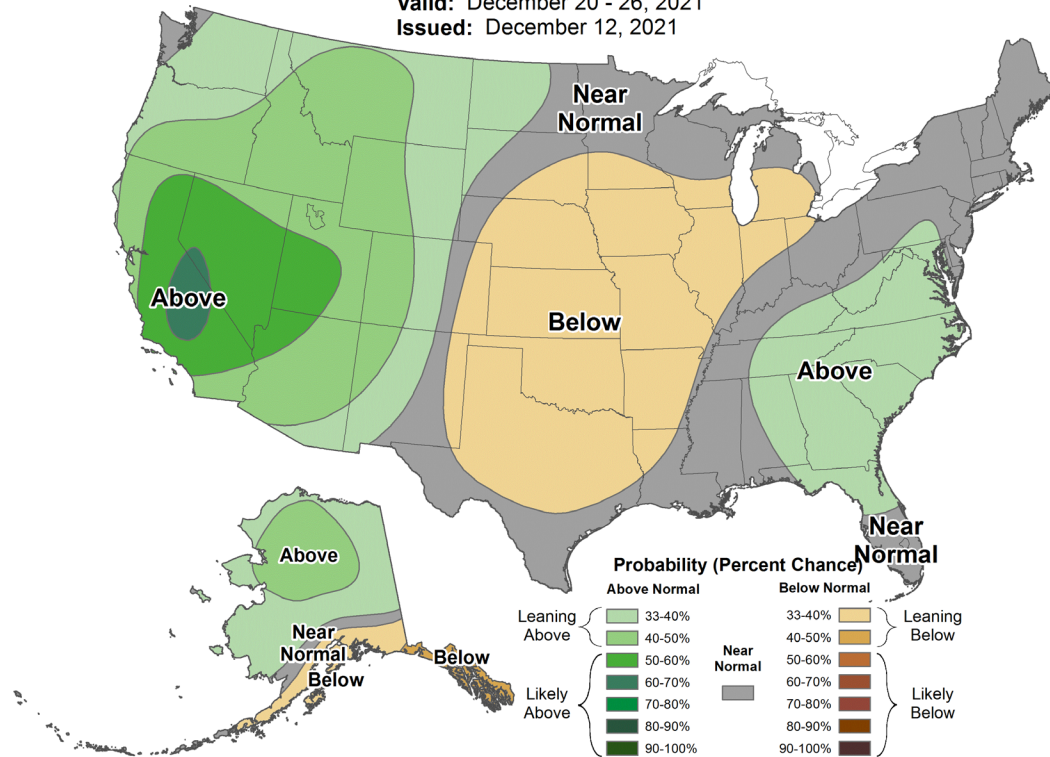 Valid: December 20 - 26, 2021
Issued: December 12, 2021
Near
Normal
Above
Below
Above
Near
Normal
Above
Near
Normal
Below
Below
Probability (Percent Chance)
Above Normal
Below Normal
Leaning
Above
33-40%
40-50%
Likely
Above
50-60%
60-70%
70-80%
80-90%
90-100%
Near
Normal
33-40%
40-50%
Leaning
Below
50-60%
60-70%
70-80%
80-90%
90-100%
Likely
Below